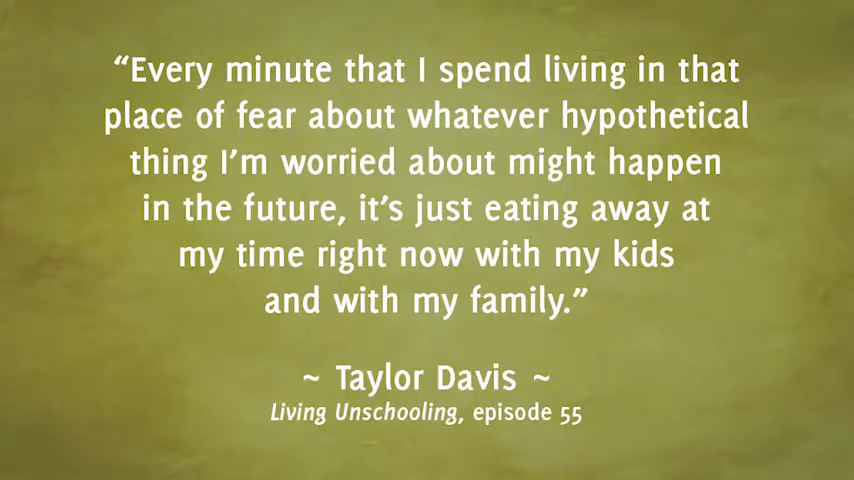 “Every minute that I spend living in that
place of fear about whatever hypothetical
thing I’m worried about might happen
in the future, it’s just eating away at
my time right now with my kids
and with my family.”
~ Taylor Davis ~
Living Unschooling, episode 55